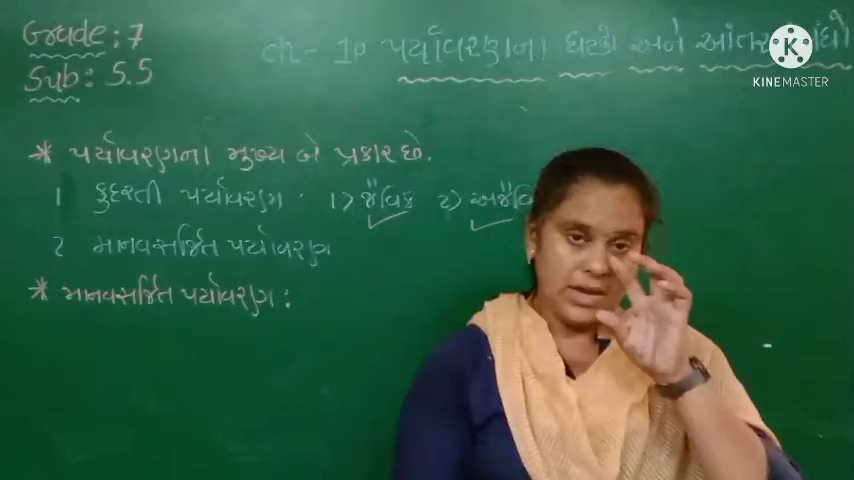 Grade: 7
Sub: S.S
પર્યાવરણના ઘટકો અને
KINEMASTER
* પર્યાવરણના મુખ્ય બે પ્રકાર છે.
1 કુદરતી પર્યાવરણ 1) જૈવિક 2)
2 માનવસર્જિત પર્યાવરણ
* માનવસર્જિત પર્યાવરણ :